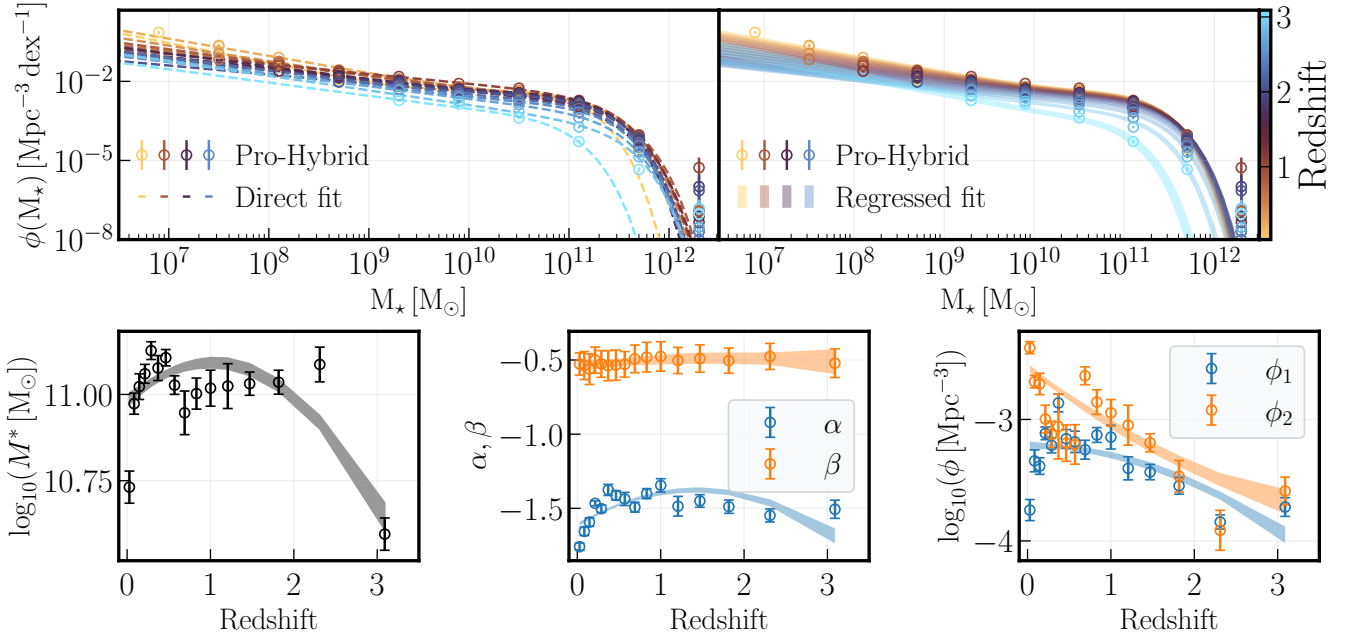 ϕ(M⋆) [Mpc⁻³ dex⁻¹]
10⁻²
10⁻⁵
10⁻⁸
Pro-Hybrid
Direct fit
10⁷ 10⁸ 10⁹ 10¹⁰ 10¹¹ 10¹²
M⋆ [M⊙]
Pro-Hybrid
Regressed fit
10⁷ 10⁸ 10⁹ 10¹⁰ 10¹¹ 10¹²
M⋆ [M⊙]
3
2
1
Redshift
log₁₀(M* [M⊙])
11.00
10.75
0 1 2 3
Redshift
α, β
−0.5
−1.0
−1.5
α
β
0 1 2 3
Redshift
log₁₀(ϕ [Mpc⁻³])
−3
−4
ϕ₁
ϕ₂
0 1 2 3
Redshift